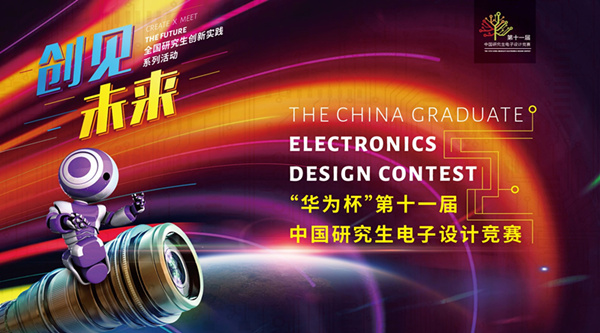 创见
未来
CREATE X MEET
THE FUTURE
全国研究生创新实践
系列活动
第十一届
中国研究生电子设计竞赛
THE CHINA GRADUATE
ELECTRONICS
DESIGN CONTEST
“华为杯”第十一届
中国研究生电子设计竞赛